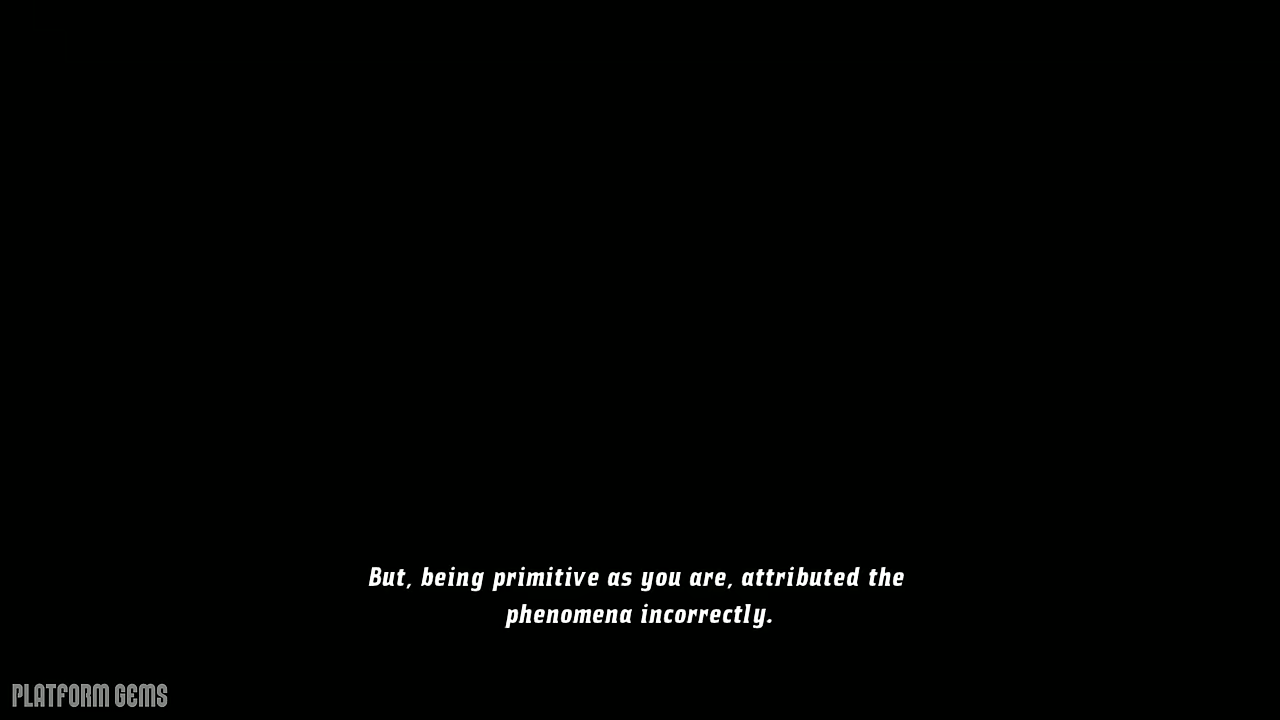 But, being primitive as you are, attributed the
phenomena incorrectly.
PLATFORM GEMS